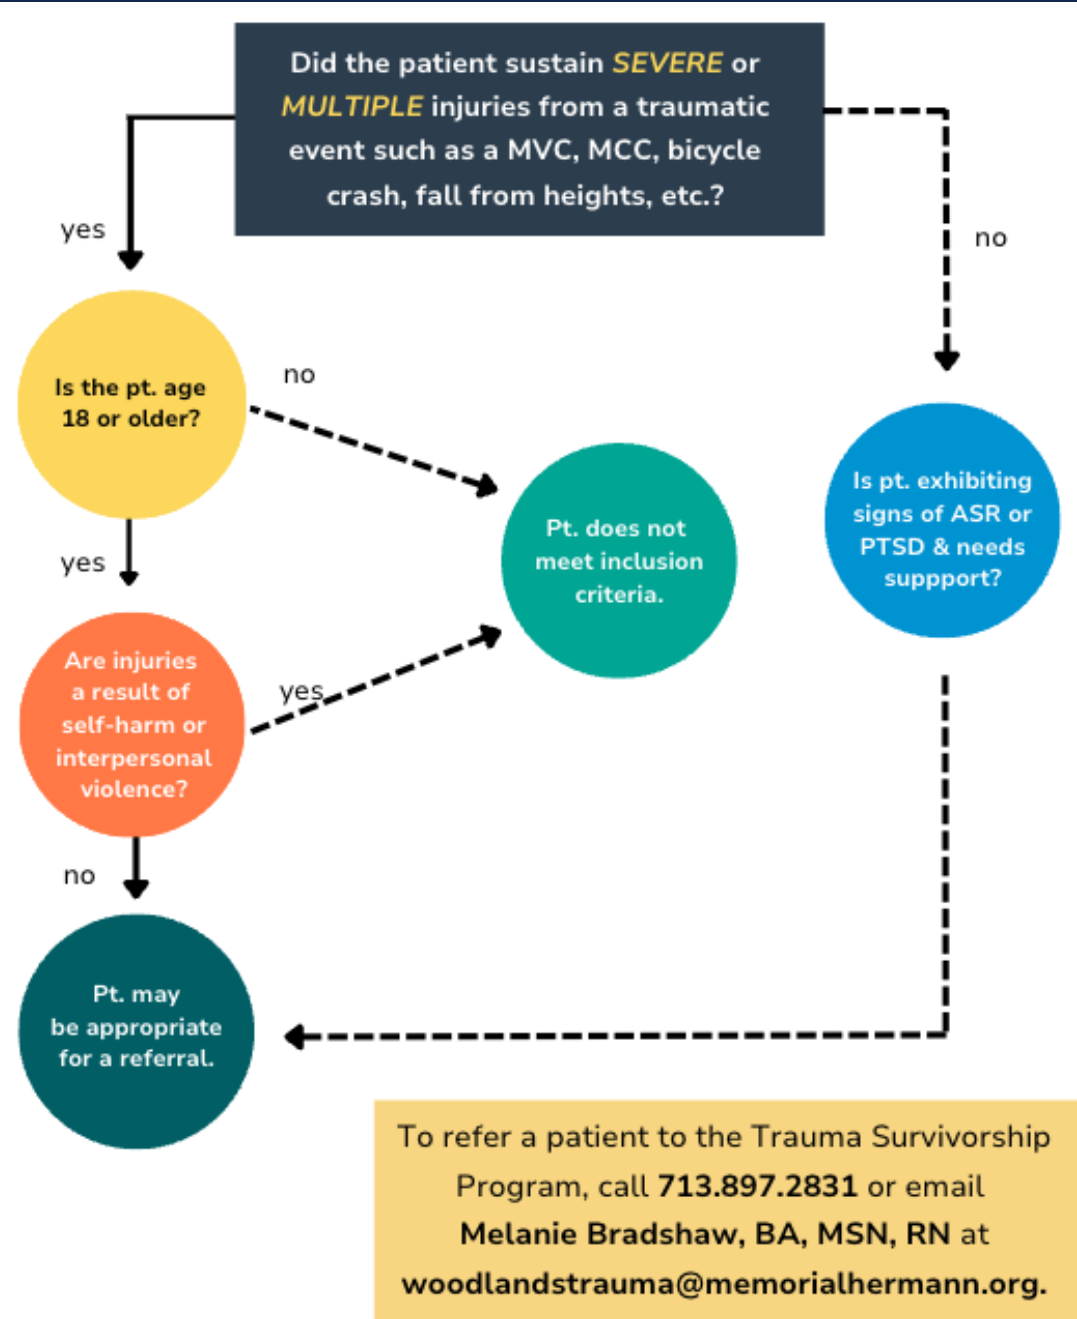 Did the patient sustain SEVERE or
MULTIPLE injuries from a traumatic
event such as a MVC, MCC, bicycle
crash, fall from heights, etc.?
yes
no
Is the pt. age
18 or older?
no
yes
Pt. does not
meet inclusion
criteria.
Is pt. exhibiting
signs of ASR or
PTSD & needs
suppport?
Are injuries
a result of
self-harm or
interpersonal
violence?
yes
no
Pt. may
be appropriate
for a referral.
To refer a patient to the Trauma Survivorship
Program, call 713.897.2831 or email
Melanie Bradshaw, BA, MSN, RN at
woodlandstrauma@memorialhermann.org.